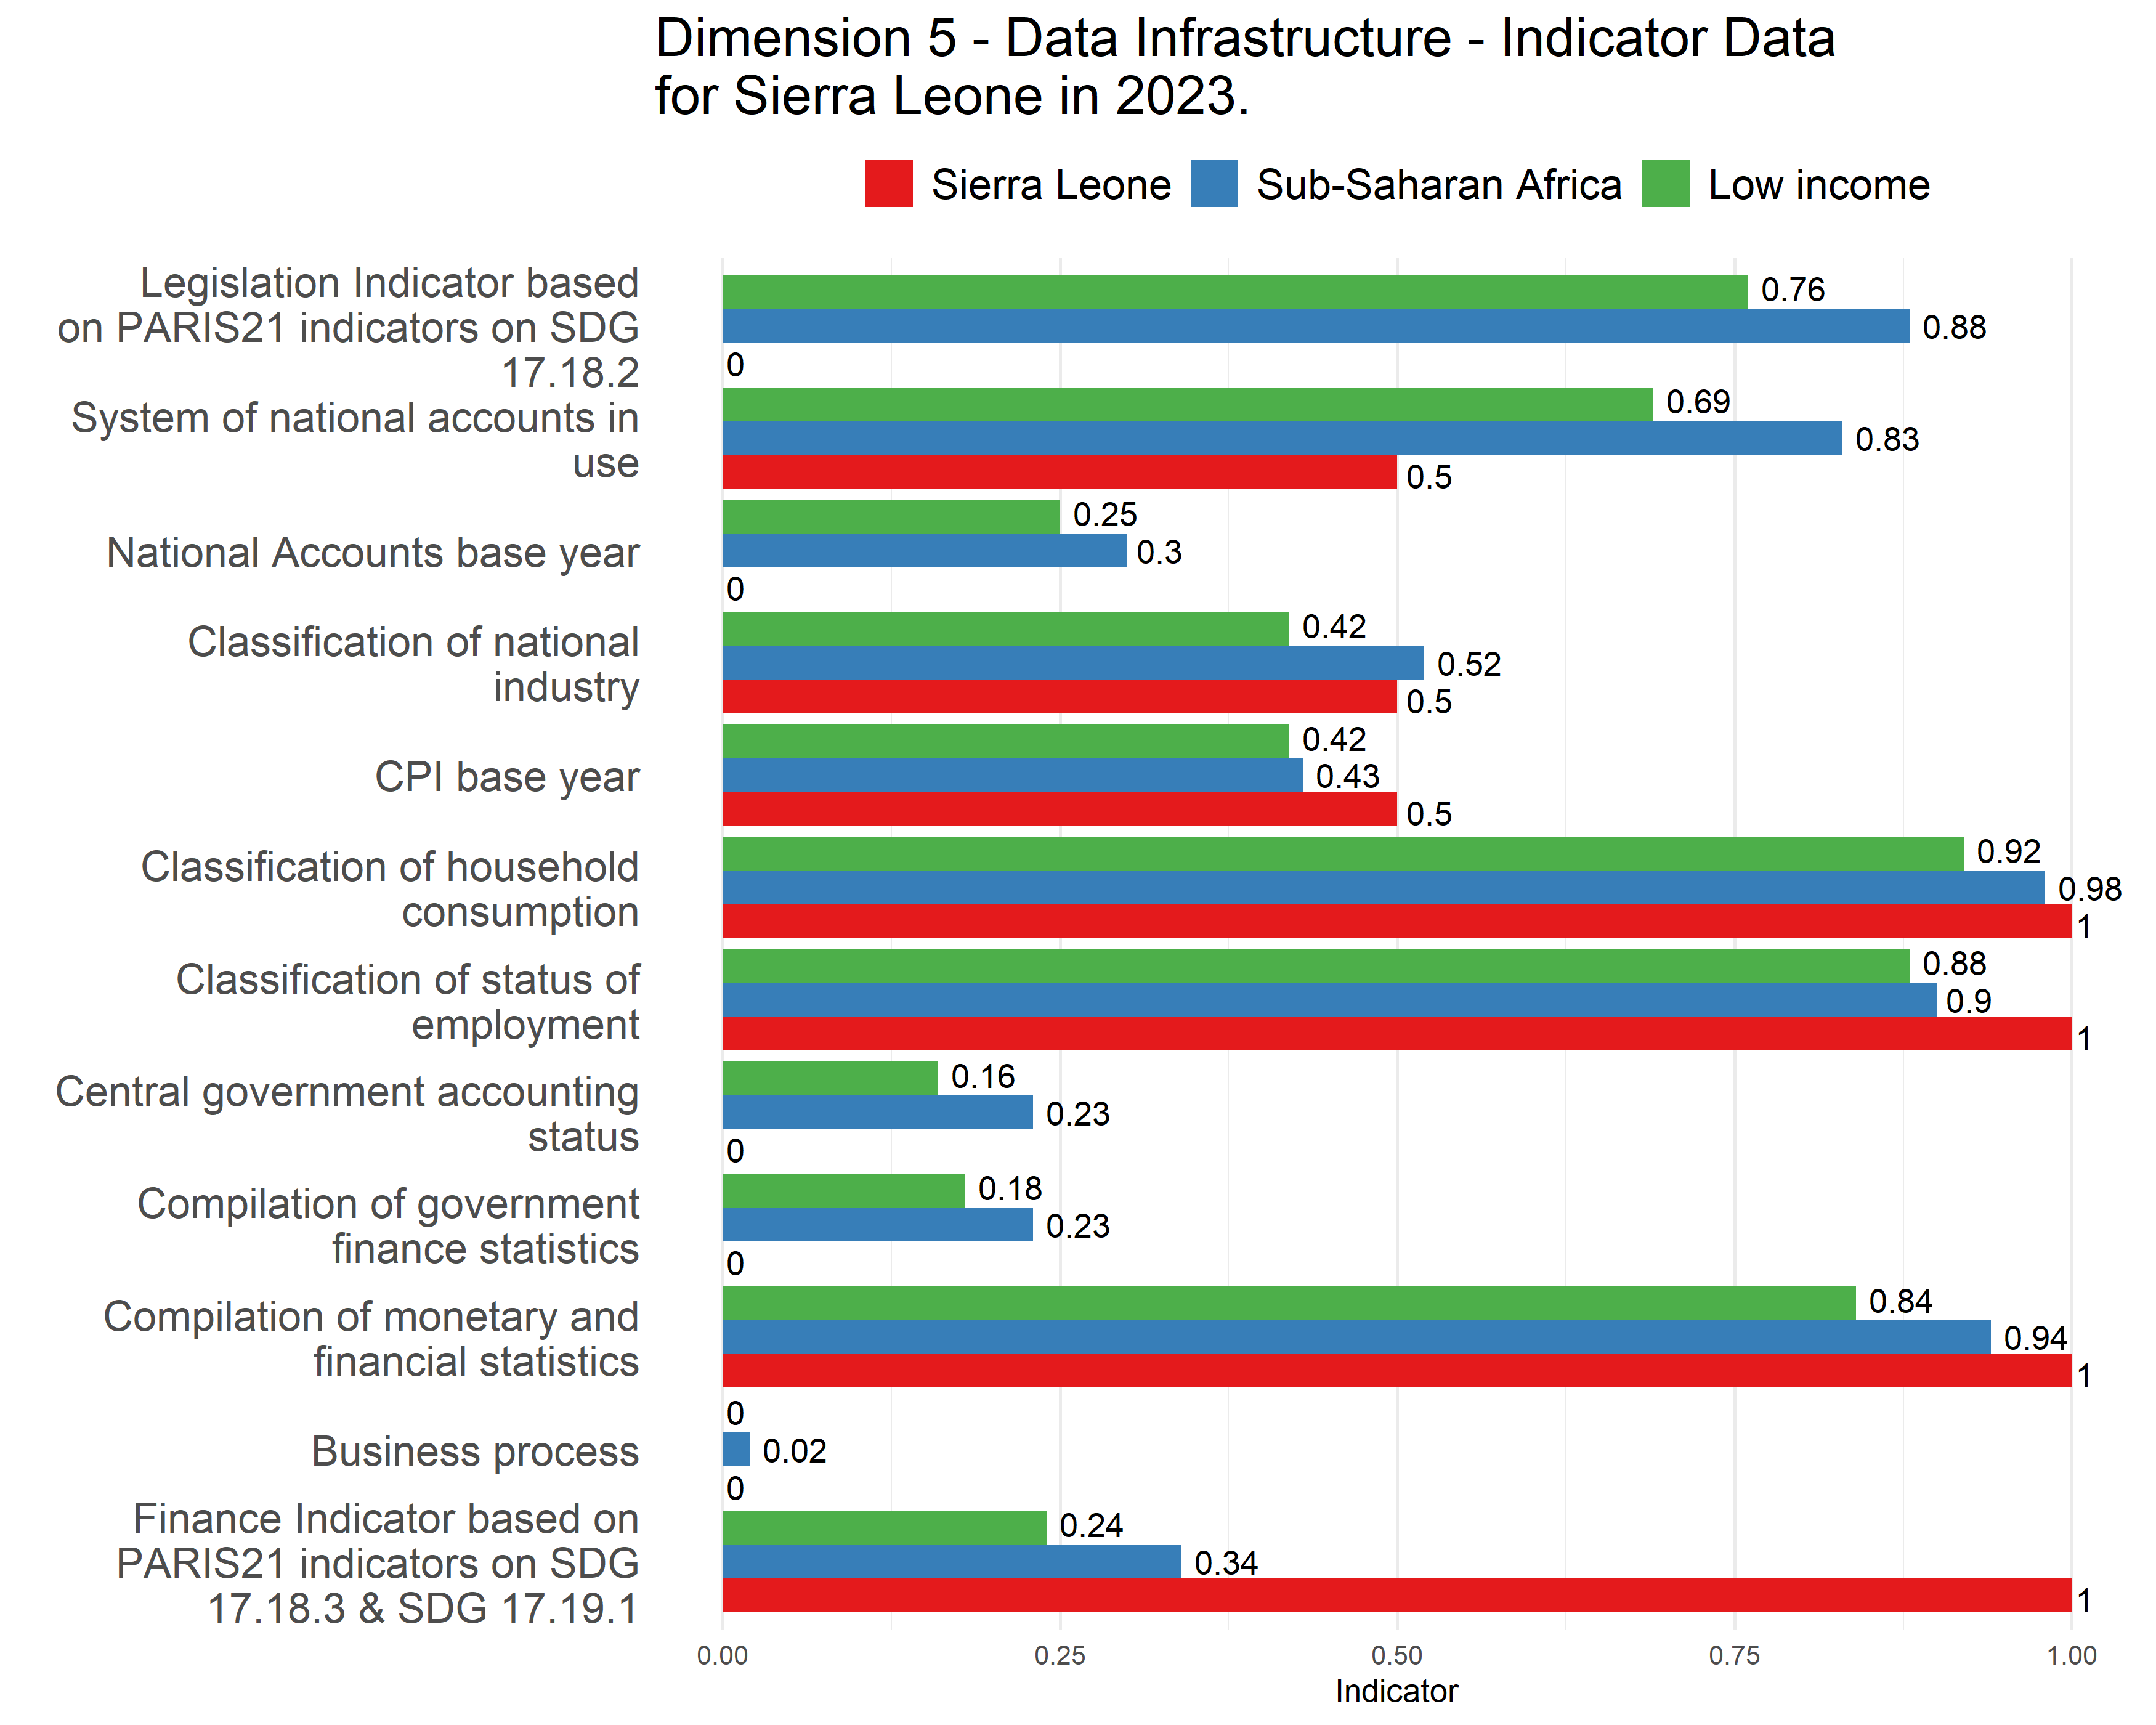 Dimension 5 - Data Infrastructure - Indicator Data
for Sierra Leone in 2023.
Sierra Leone
Sub-Saharan Africa
Low income
Legislation Indicator based
on PARIS21 indicators on SDG
17.18.2
0.76
0.88
0
System of national accounts in
use
0.69
0.83
0.5
National Accounts base year
0.25
0.3
0
Classification of national
industry
0.42
0.52
0.5
CPI base year
0.42
0.43
0.5
Classification of household
consumption
0.92
0.98
1
Classification of status of
employment
0.88
0.9
1
Central government accounting
status
0.16
0.23
0
Compilation of government
finance statistics
0.18
0.23
0
Compilation of monetary and
financial statistics
0.84
0.94
1
Business process
0
0.02
0
Finance Indicator based on
PARIS21 indicators on SDG
17.18.3 & SDG 17.19.1
0.24
0.34
1
0.00
0.25
0.50
0.75
1.00
Indicator